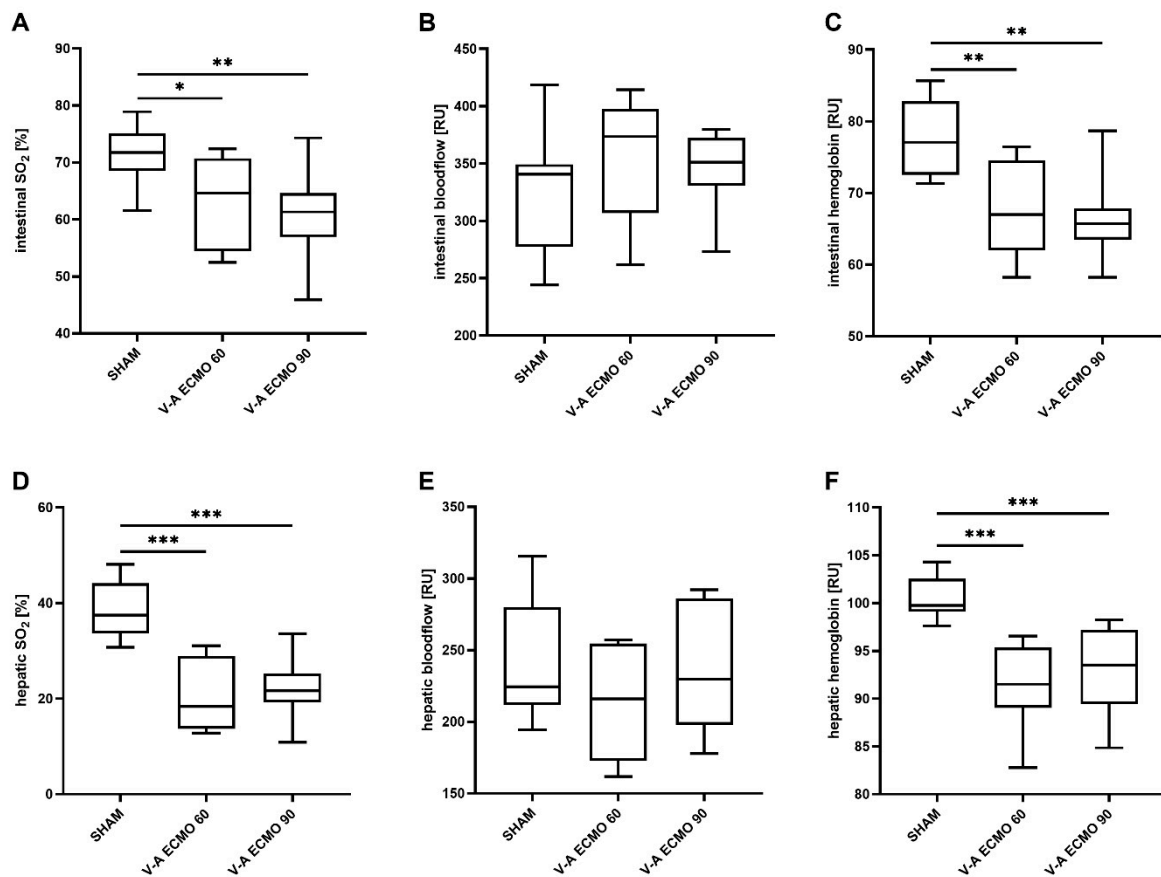 A
intestinal SO2 [%]
90
80
70
60
50
40
**
*
SHAM
V-A ECMO 60
V-A ECMO 90
B
intestinal bloodflow [RU]
450
400
350
300
250
200
SHAM
V-A ECMO 60
V-A ECMO 90
C
intestinal hemoglobin [RU]
90
80
70
60
50
**
**
SHAM
V-A ECMO 60
V-A ECMO 90
D
hepatic SO2 [%]
60
40
20
0
***
***
SHAM
V-A ECMO 60
V-A ECMO 90
E
hepatic bloodflow [RU]
350
300
250
200
150
SHAM
V-A ECMO 60
V-A ECMO 90
F
hepatic hemoglobin [RU]
110
105
100
95
90
85
80
***
***
SHAM
V-A ECMO 60
V-A ECMO 90